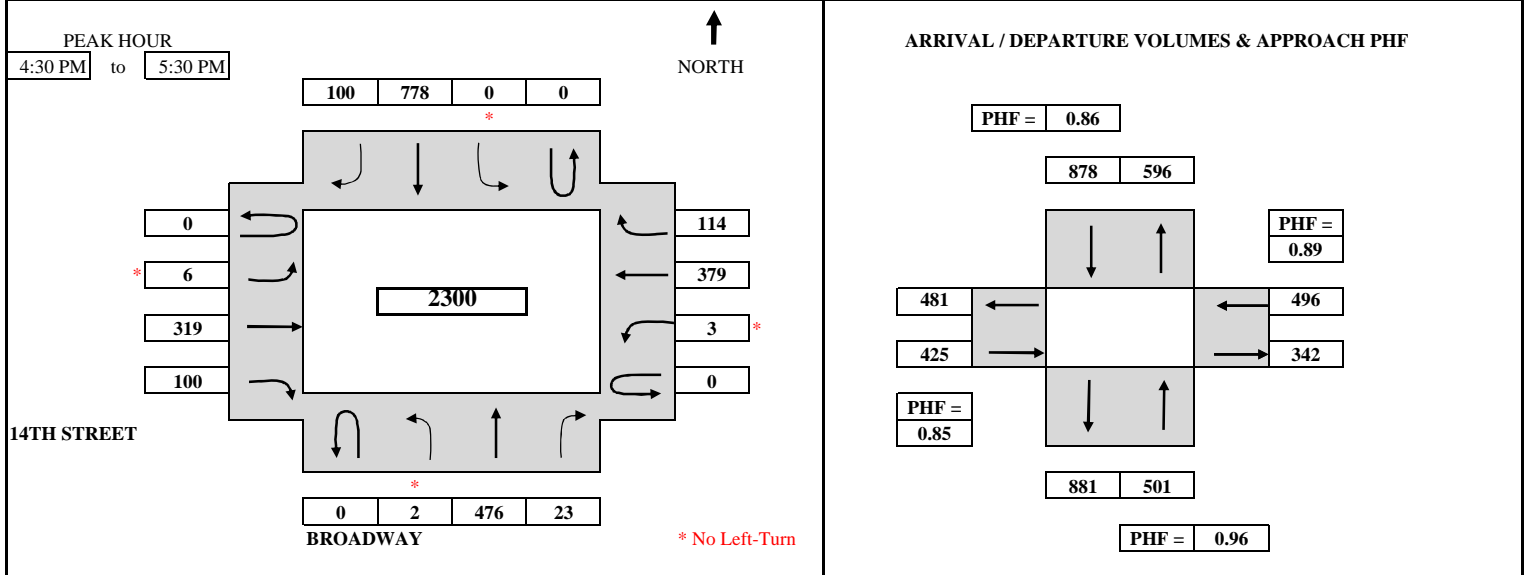 PEAK HOUR
4:30 PM to 5:30 PM
NORTH
100 778 0 0
*
0
* 6
319
100
2300
114
379
3 *
0
14TH STREET
*
0 2 476 23
BROADWAY
* No Left-Turn
ARRIVAL / DEPARTURE VOLUMES & APPROACH PHF
PHF = 0.86
878 596
PHF =
0.89
481
425
496
342
PHF =
0.85
881 501
PHF = 0.96